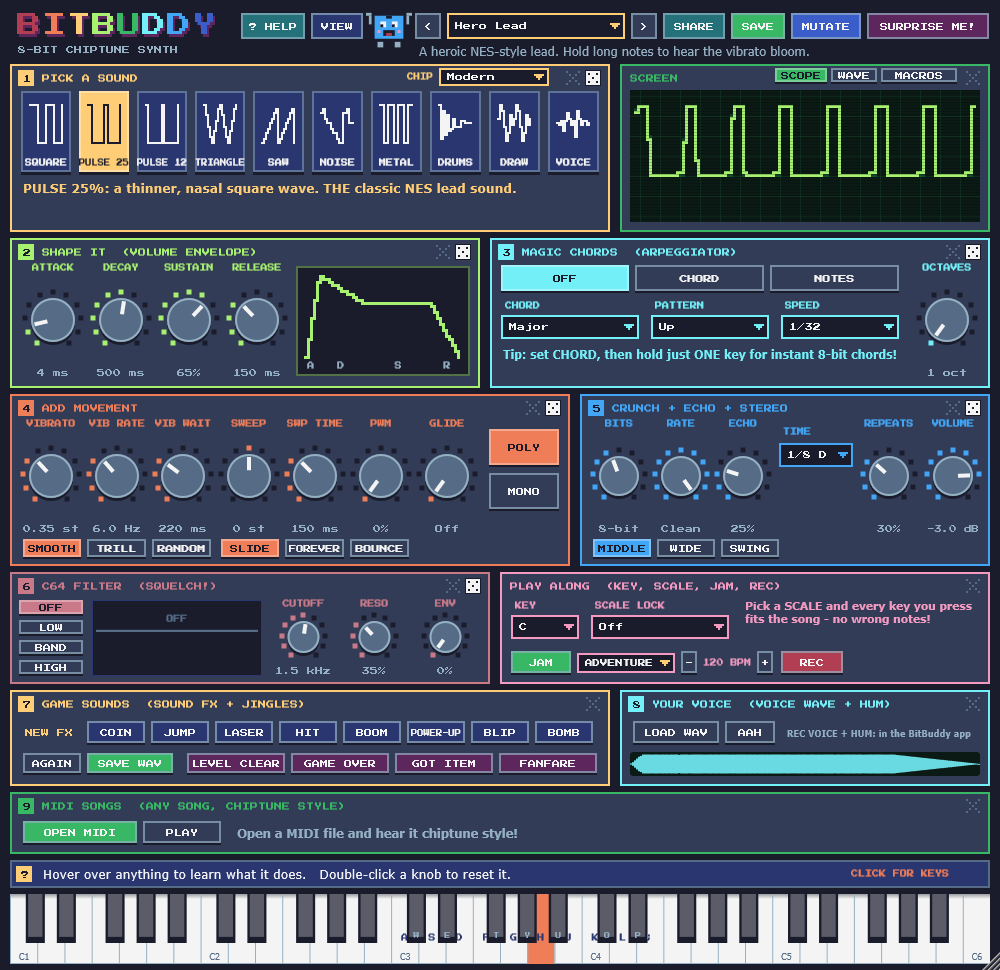 BITBUDDY
8-BIT CHIPTUNE SYNTH
? HELP VIEW < Hero Lead > SHARE SAVE MUTATE SURPRISE ME!
A heroic NES-style lead. Hold long notes to hear the vibrato bloom.
1 PICK A SOUND CHIP Modern
SQUARE PULSE 25 PULSE 12 TRIANGLE SAW NOISE METAL DRUMS DRAW VOICE
PULSE 25%: a thinner, nasal square wave. THE classic NES lead sound.
SCREEN SCOPE WAVE MACROS
2 SHAPE IT (VOLUME ENVELOPE)
ATTACK DECAY SUSTAIN RELEASE
A D S R
4 ms 500 ms 65% 150 ms
3 MAGIC CHORDS (ARPEGGIATOR)
OFF CHORD NOTES OCTAVES
CHORD PATTERN SPEED
Major Up 1/32
Tip: set CHORD, then hold just ONE key for instant 8-bit chords!
1 oct
4 ADD MOVEMENT
VIBRATO VIB RATE VIB WAIT SWEEP SWP TIME PWM GLIDE
POLY
MONO
0.35 st 6.0 Hz 220 ms 0 st 150 ms 0% Off
SMOOTH TRILL RANDOM SLIDE FOREVER BOUNCE
5 CRUNCH + ECHO + STEREO
BITS RATE ECHO TIME REPEATS VOLUME
1/8 D
8-bit Clean 25% 30% -3.0 dB
MIDDLE WIDE SWING
6 C64 FILTER (SQUELCH!)
OFF
LOW
BAND
HIGH
OFF
CUTOFF RESO ENV
1.5 kHz 35% 0%
PLAY ALONG (KEY, SCALE, JAM, REC)
KEY SCALE LOCK
C Off
Pick a SCALE and every key you press
fits the song - no wrong notes!
JAM ADVENTURE - 120 BPM + REC
7 GAME SOUNDS (SOUND FX + JINGLES)
NEW FX COIN JUMP LASER HIT BOOM POWER-UP BLIP BOMB
AGAIN SAVE WAV LEVEL CLEAR GAME OVER GOT ITEM FANFARE
8 YOUR VOICE (VOICE WAVE + HUM)
LOAD WAV AAH REC VOICE + HUM: in the BitBuddy app
9 MIDI SONGS (ANY SONG, CHIPTUNE STYLE)
OPEN MIDI PLAY Open a MIDI file and hear it chiptune style!
? Hover over anything to learn what it does. Double-click a knob to reset it. CLICK FOR KEYS
A W S E D F T G Y H U J K O L P
C1 C2 C3 C4 C5 C6